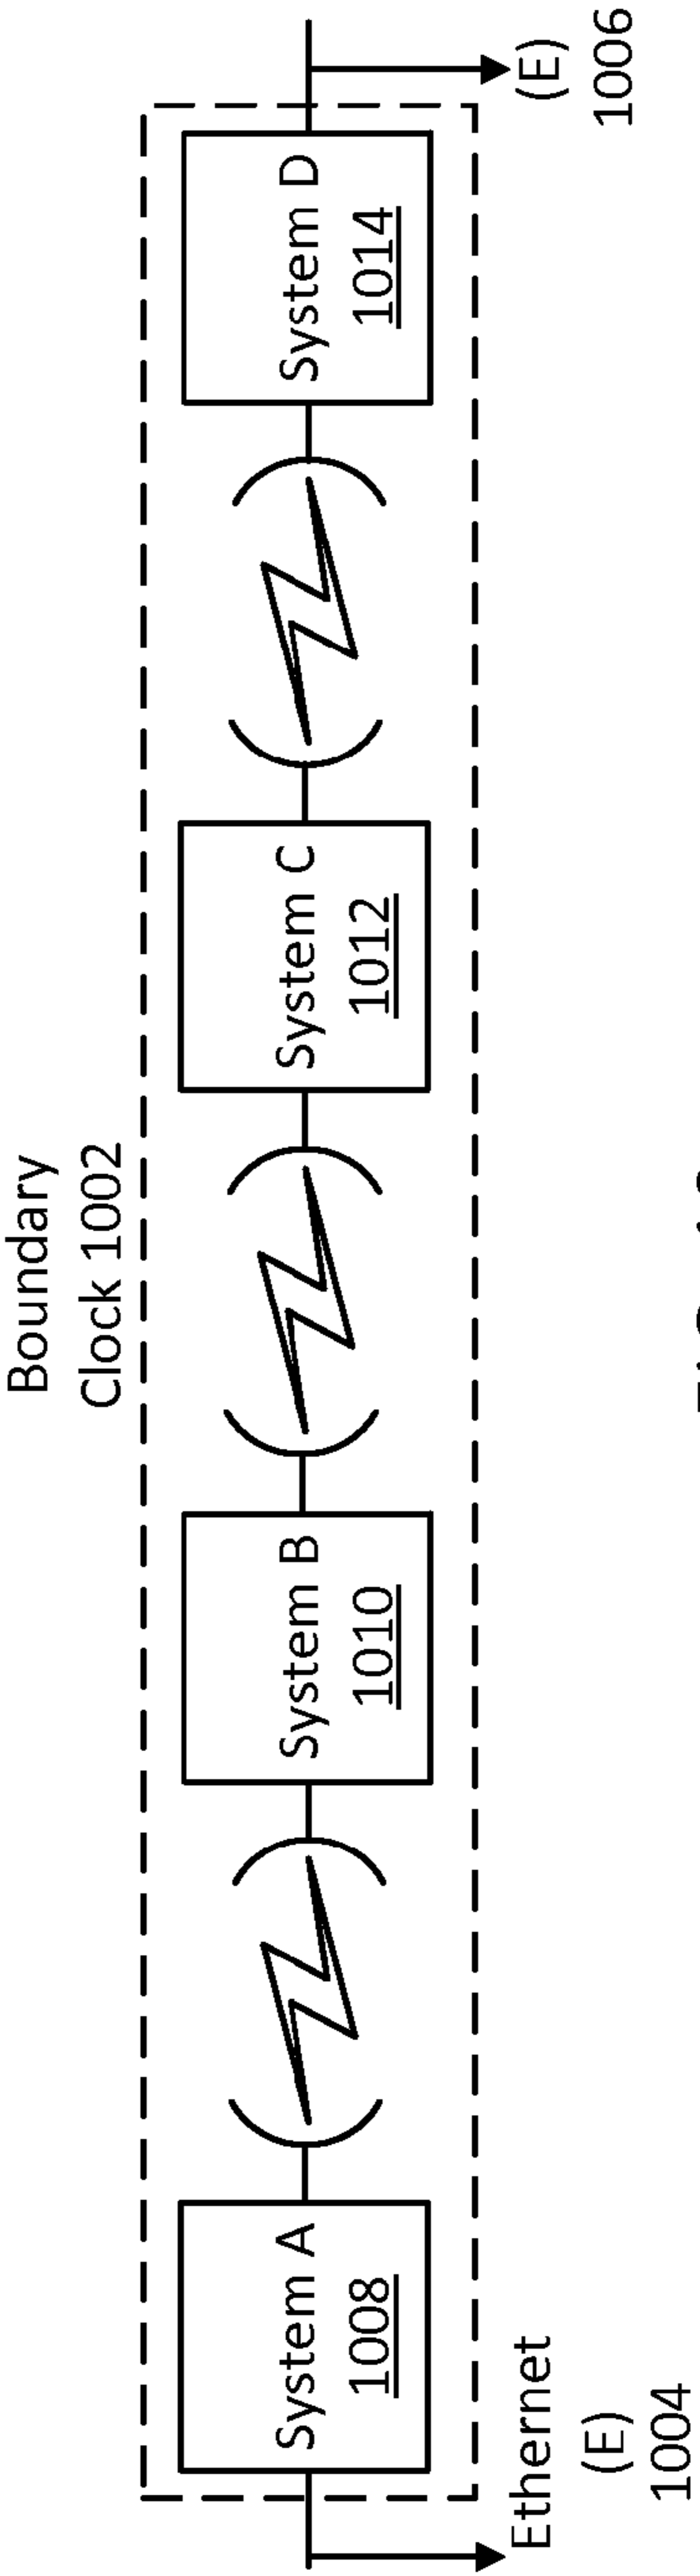 Boundary
Clock 1002
System A
1008
System B
1010
System C
1012
System D
1014
Ethernet
(E)
1004
(E)
1006